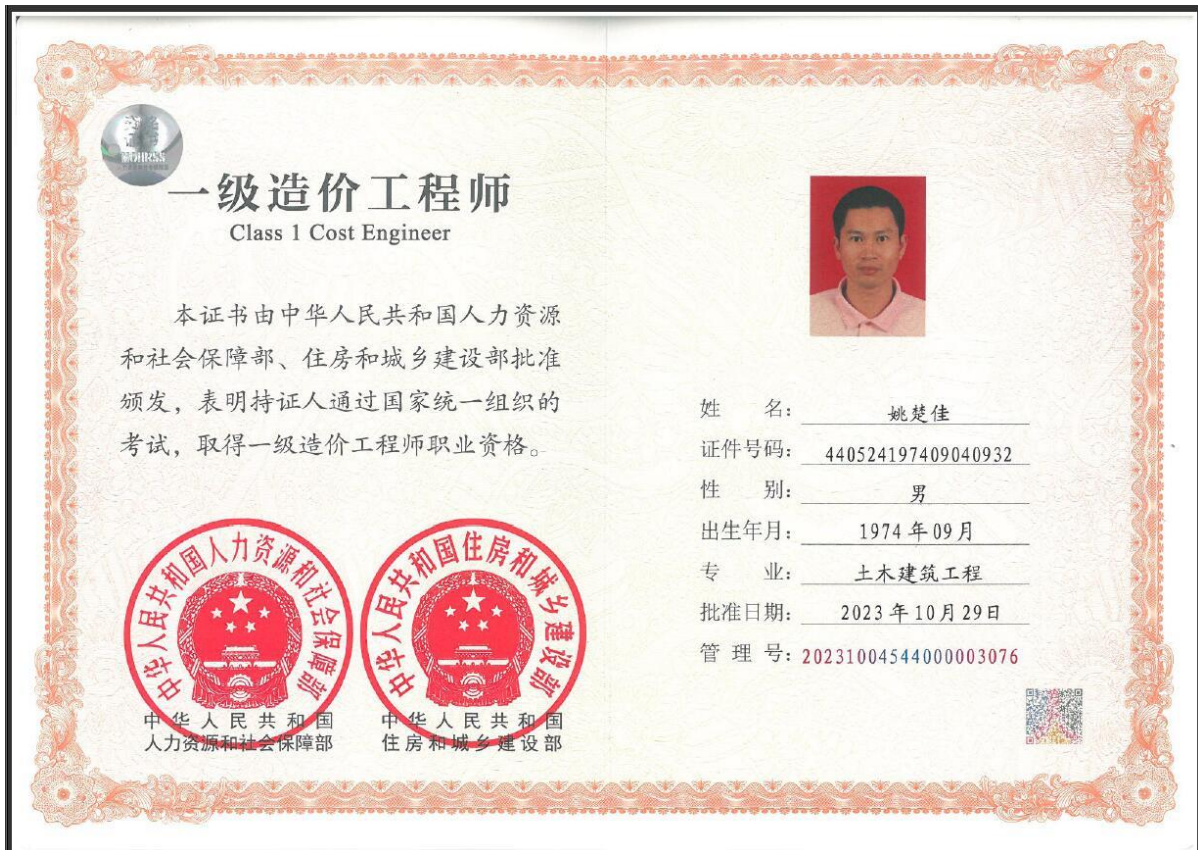 一级造价工程师
Class 1 Cost Engineer
本证书由中华人民共和国人力资源
和社会保障部、住房和城乡建设部批准
颁发，表明持证人通过国家统一组织的
考试，取得一级造价工程师职业资格。
中华人民共和国人力资源和社会保障部
中华人民共和国
人力资源和社会保障部
中华人民共和国住房和城乡建设部
中华人民共和国
住房和城乡建设部
姓 名： 姚楚佳
证件号码： 440524197409040932
性 别： 男
出生年月： 1974年09月
专 业： 土木建筑工程
批准日期： 2023年10月29日
管 理 号： 20231004544000003076